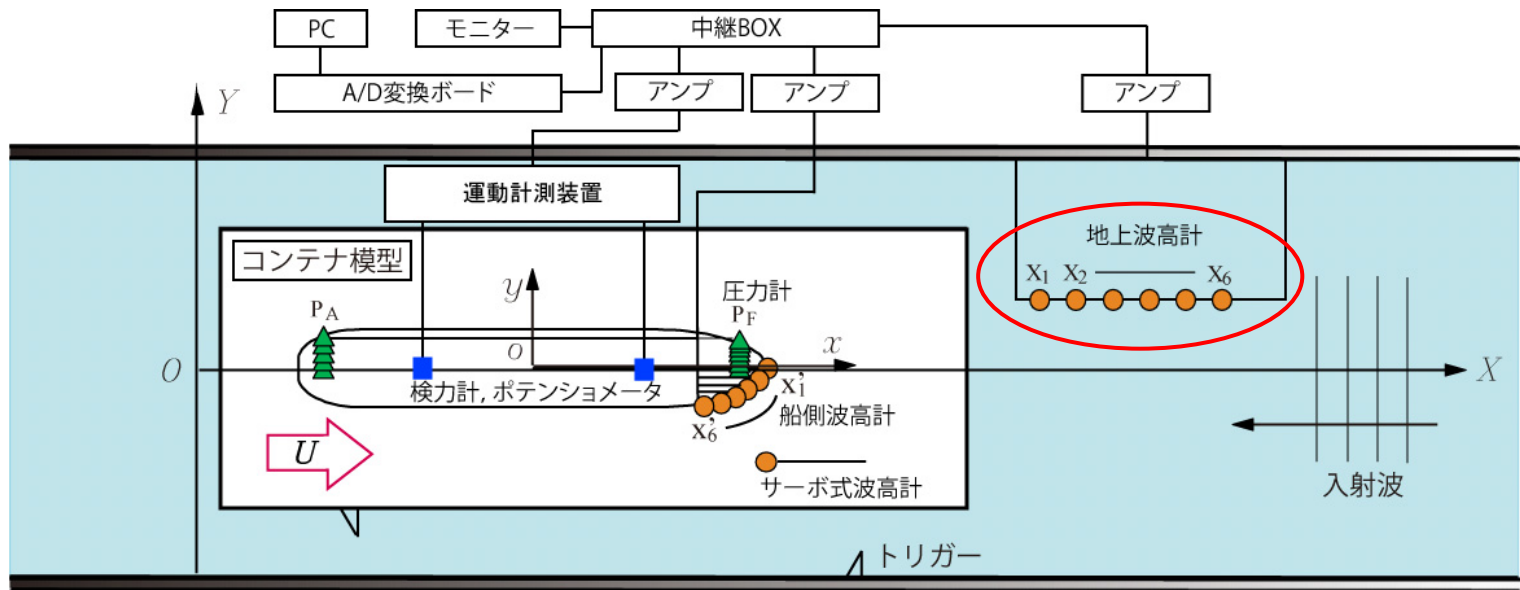 PC
モニター
中継BOX
A/D変換ボード
アンプ
アンプ
アンプ
Y
運動計測装置
地上波高計
コンテナ模型
X1 X2 X6
y
圧力計
PA
PF
O
o
x
X
検力計, ポテンショメータ
x'1
船側波高計
x'6
U
サーボ式波高計
入射波
トリガー